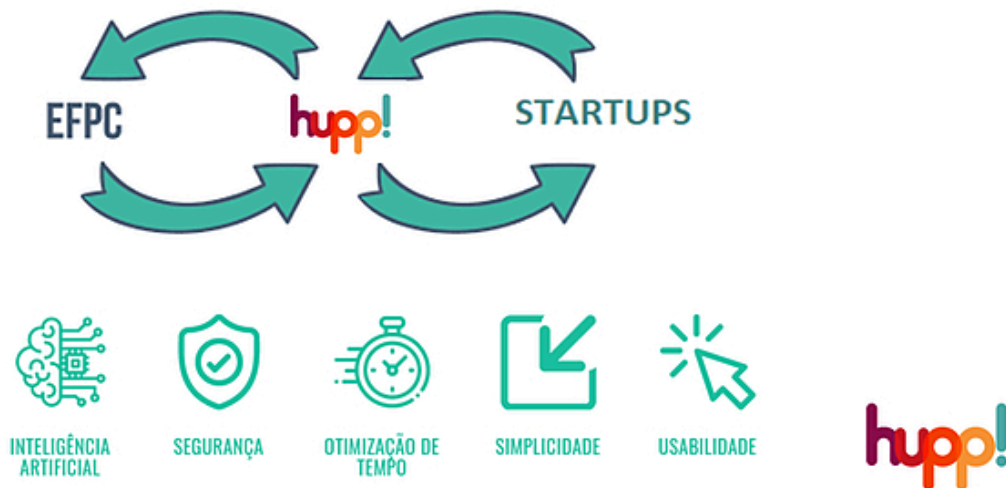 EFPC
hupp!
STARTUPS
INTELIGÊNCIA
ARTIFICIAL
SEGURANÇA
OTIMIZAÇÃO DE
TEMPO
SIMPLICIDADE
USABILIDADE
hupp!